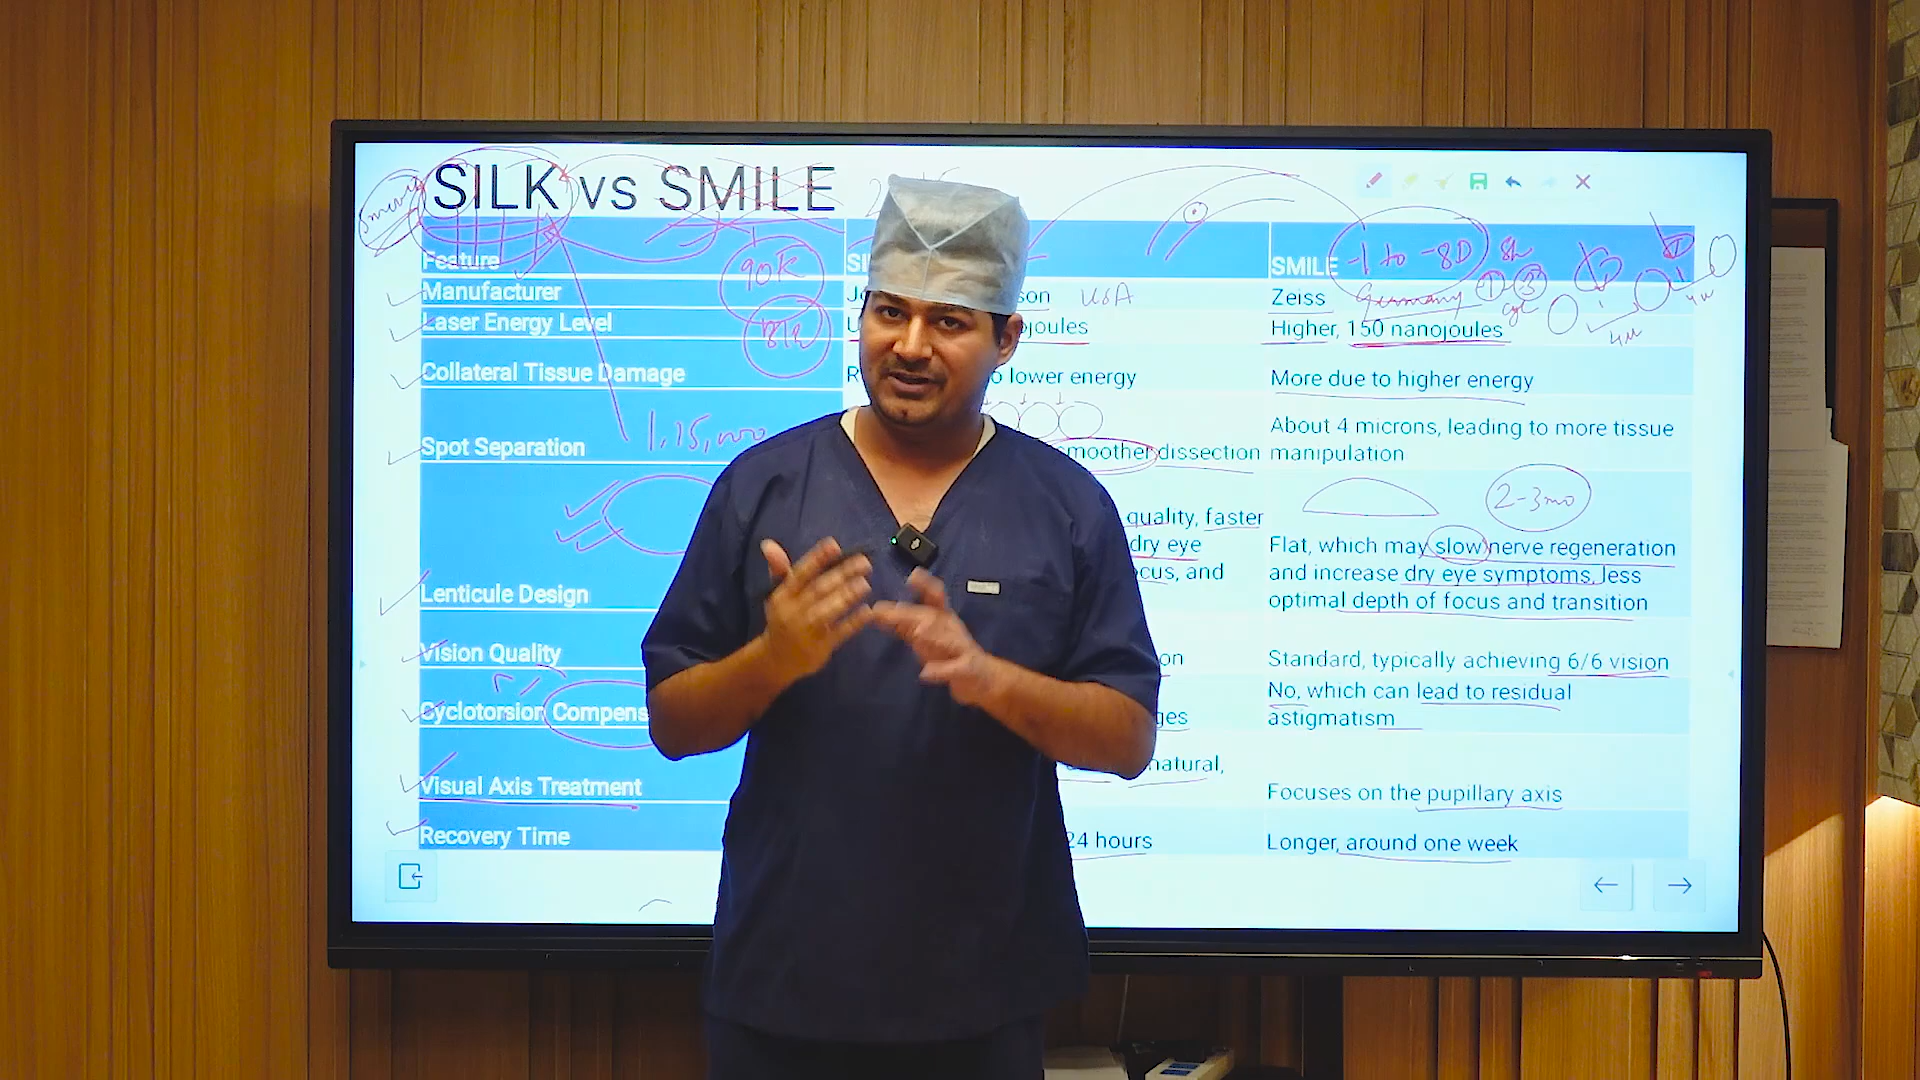 SILK vs SMILE
Feature
SMILE -1 to -8D
90k
Manufacturer
son USA
Zeiss Germany
Laser Energy Level
joules
Higher, 150 nanojoules
4u
4u
Collateral Tissue Damage
lower energy
More due to higher energy
Spot Separation
smoother dissection
About 4 microns, leading to more tissue
manipulation
Lenticule Design
quality, faster
dry eye
and
2-3mo
Flat, which may slow nerve regeneration
and increase dry eye symptoms, less
optimal depth of focus and transition
Vision Quality
Standard, typically achieving 6/6 vision
Cyclotorsion Compens
No, which can lead to residual
astigmatism
Visual Axis Treatment
natural,
Focuses on the pupillary axis
Recovery Time
24 hours
Longer, around one week